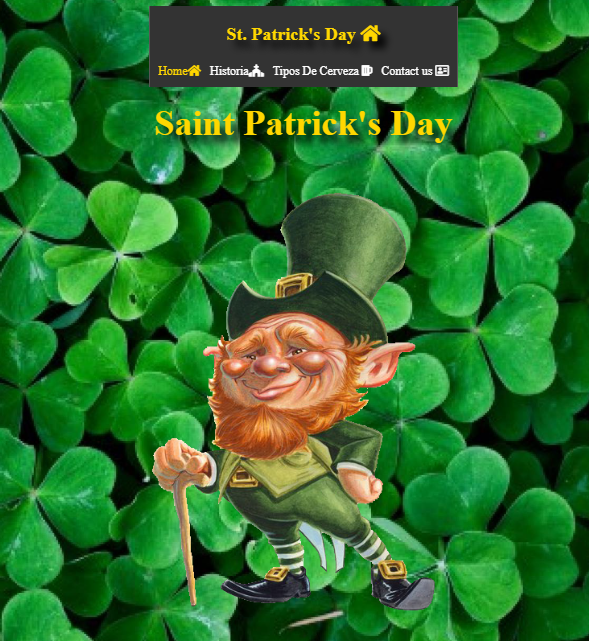 St. Patrick's Day
Home Historia Tipos De Cerveza Contact us
Saint Patrick's Day